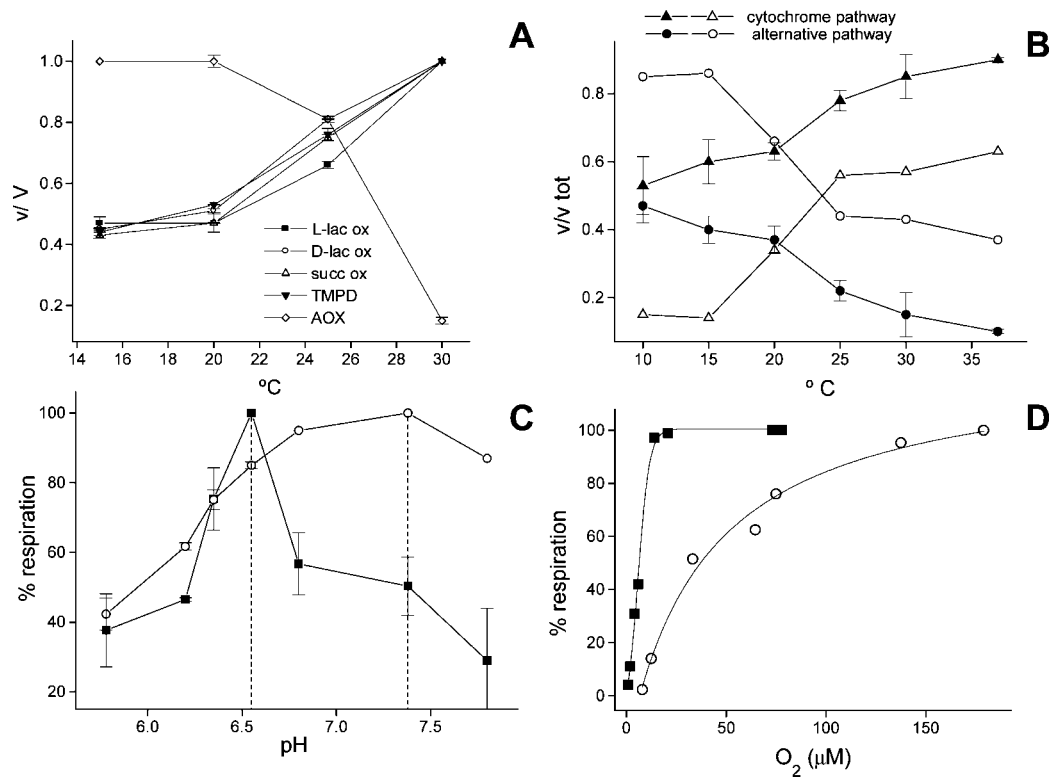 A
1.0
0.8
0.6
0.4
0.2
v/ V
14 16 18 20 22 24 26 28 30
ºC
L-lac ox
D-lac ox
succ ox
TMPD
AOX
cytochrome pathway
alternative pathway
B
0.8
0.6
0.4
0.2
v/v tot
10 15 20 25 30 35
º C
C
100
80
60
40
20
% respiration
6.0 6.5 7.0 7.5
pH
D
100
80
60
40
20
0
% respiration
0 50 100 150
O2 (µM)